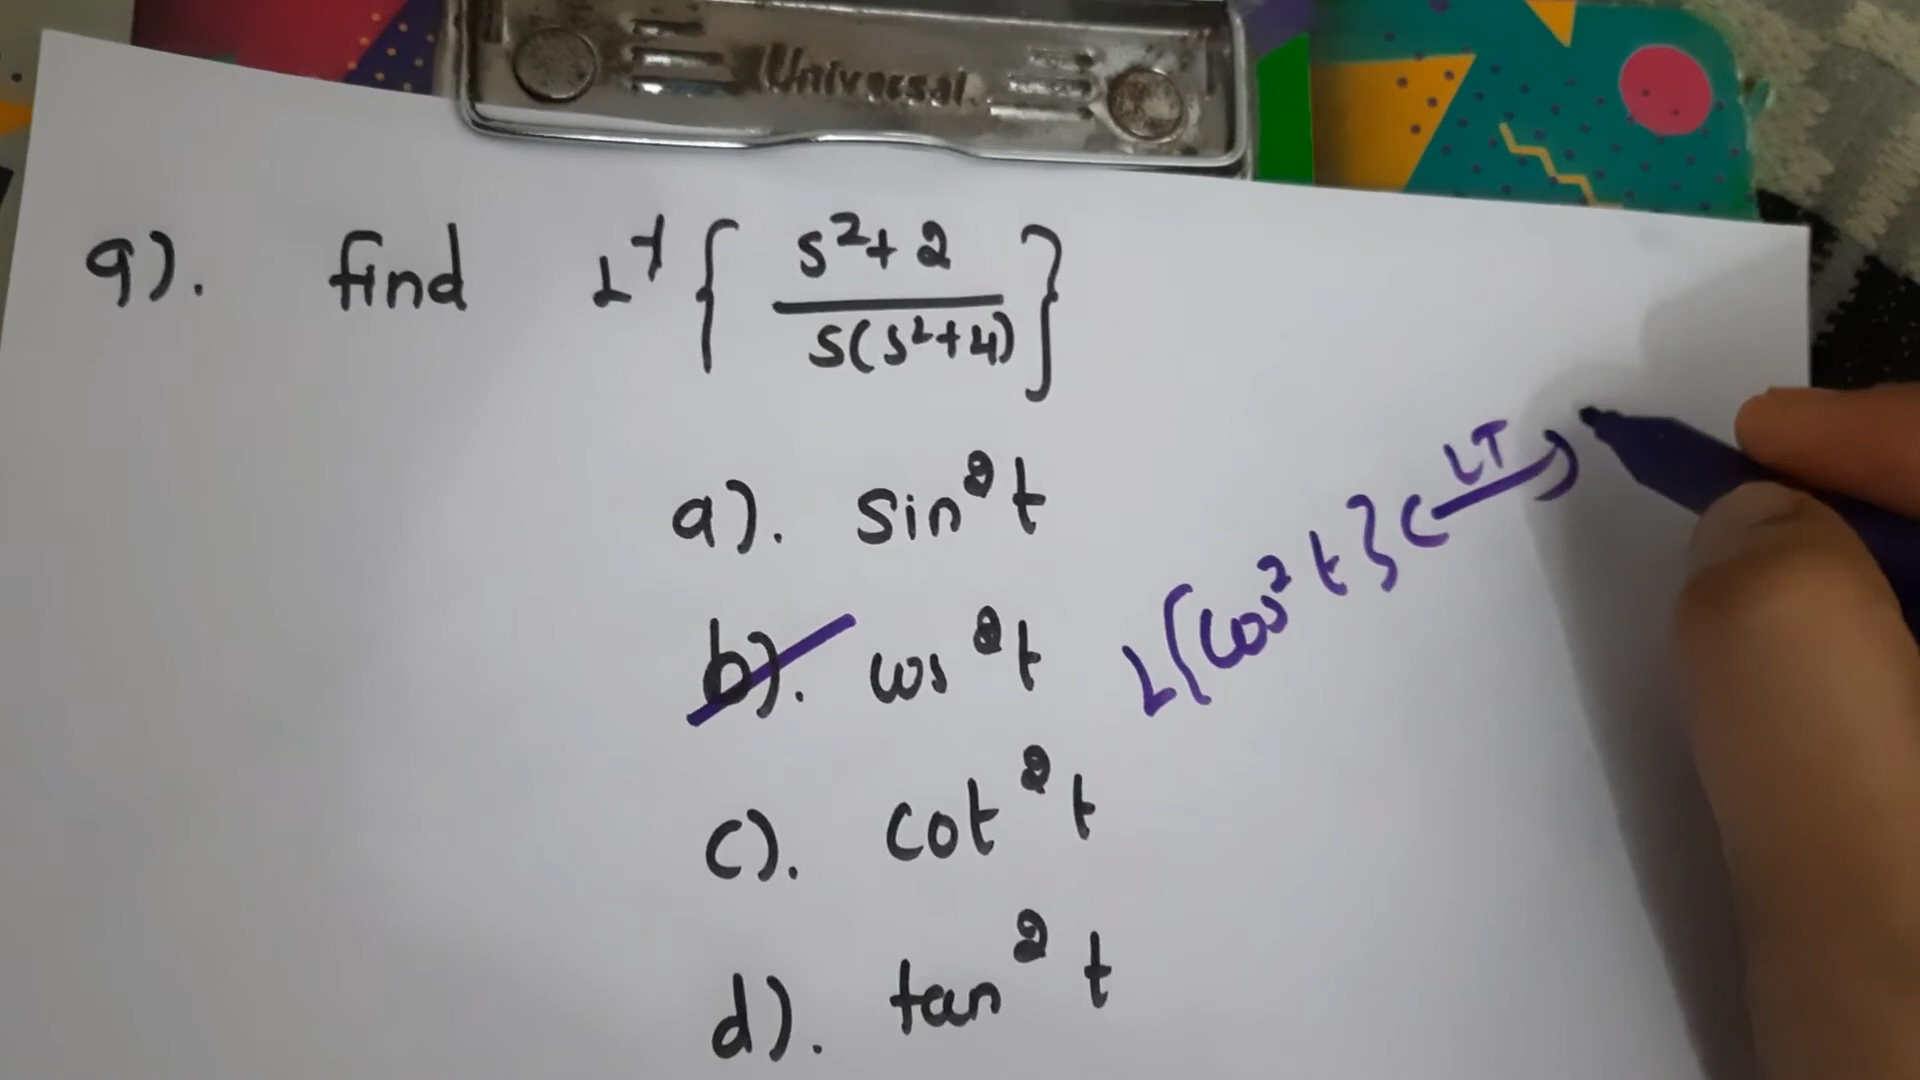 Universal
9). find L⁻¹ { s²+2 / s(s²+4) }
a). sin²t
b). cos²t L{cos²t} ⟷ LT
c). cot²t
d). tan²t